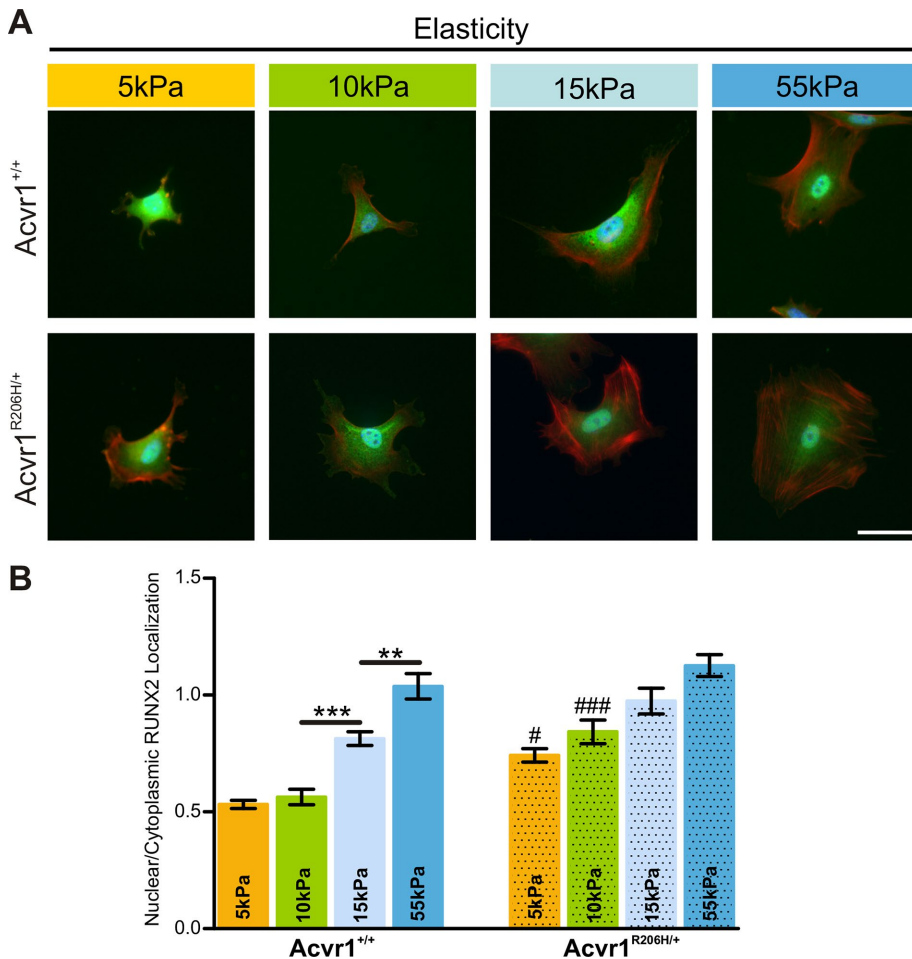 A
Elasticity
5kPa 10kPa 15kPa 55kPa
Acvr1+/+
Acvr1R206H/+
B
Nuclear/Cytoplasmic RUNX2 Localization
1.5
1.0
0.5
0.0
***
**
#
###
5kPa 10kPa 15kPa 55kPa 5kPa 10kPa 15kPa 55kPa
Acvr1+/+ Acvr1R206H/+